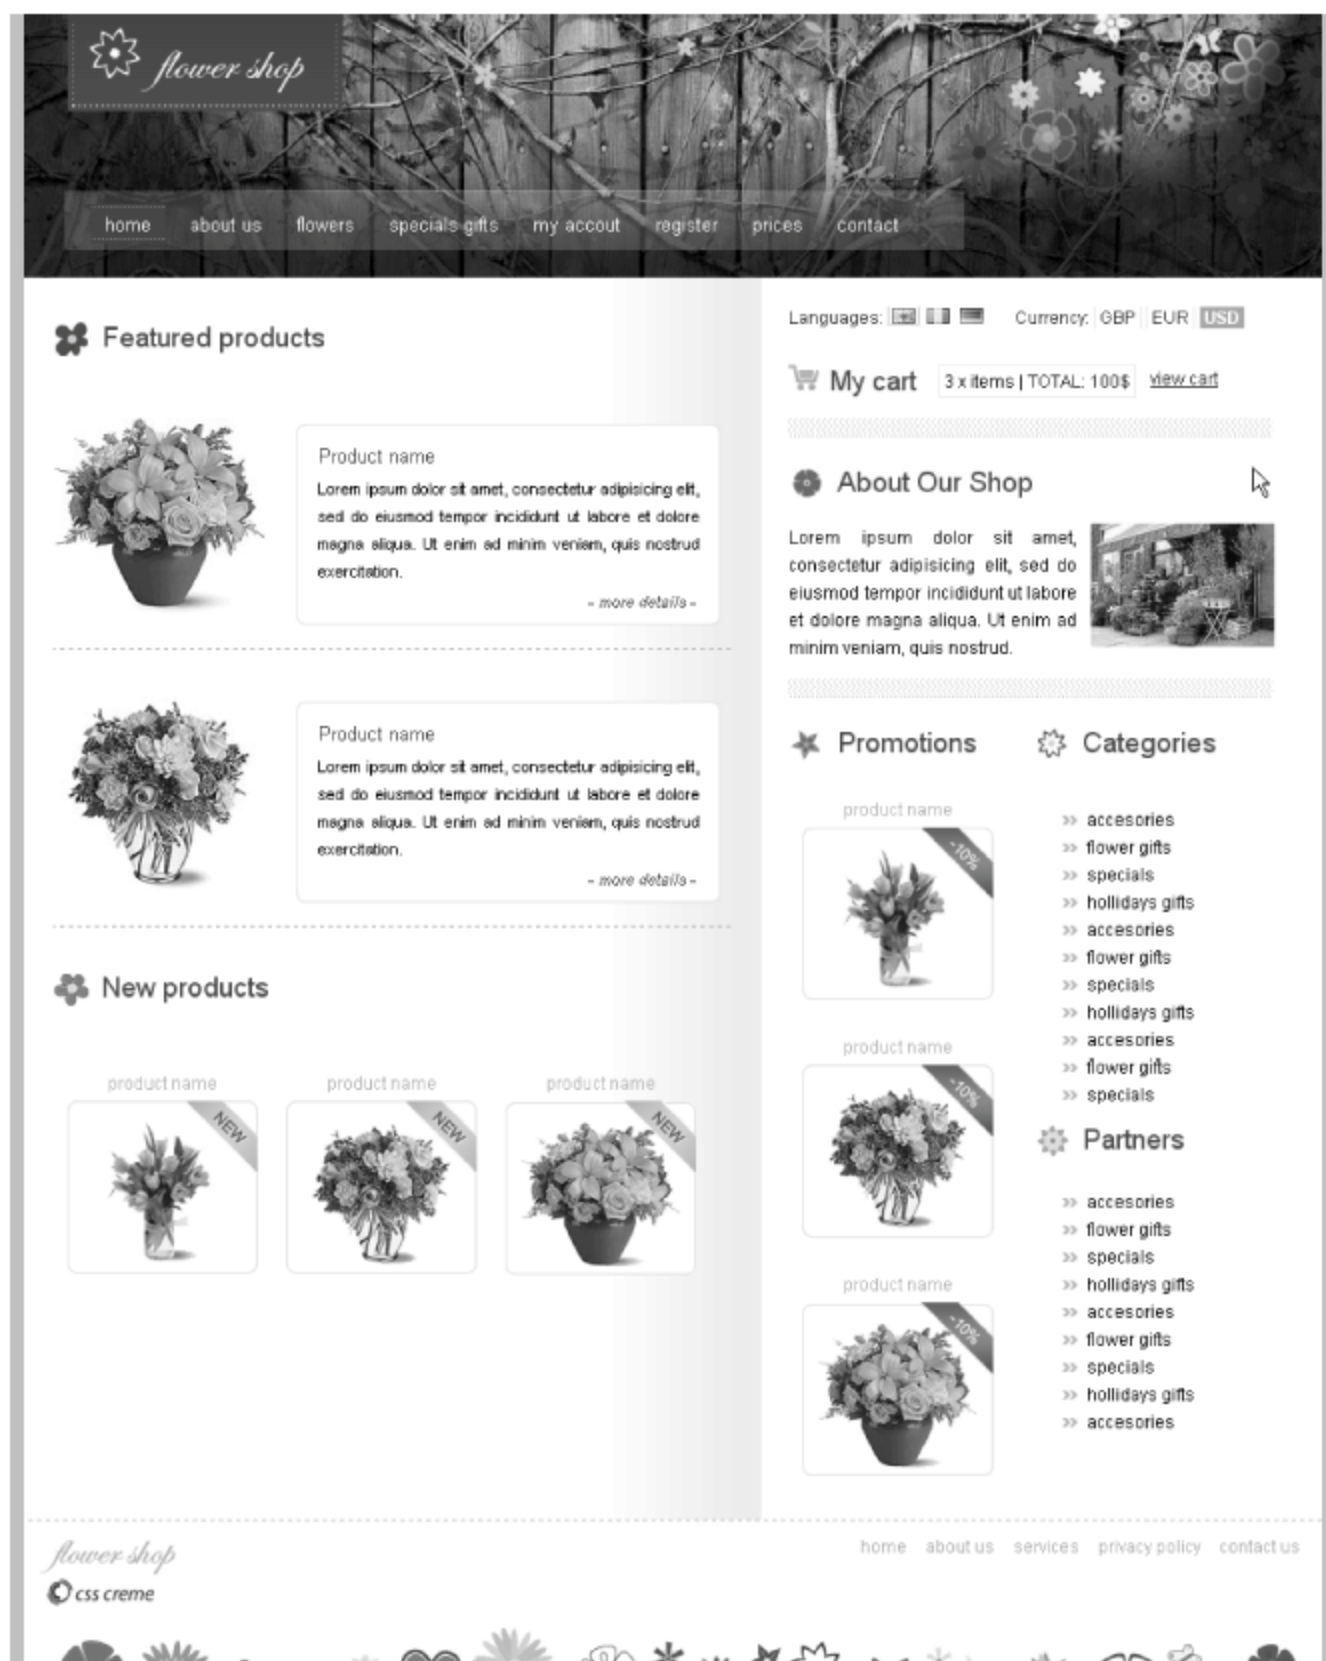 flower shop
home about us flowers specials gifts my accout register prices contact
Featured products
Product name
Lorem ipsum dolor sit amet, consectetur adipisicing elit,
sed do eiusmod tempor incididunt ut labore et dolore
magna aliqua. Ut enim ad minim veniam, quis nostrud
exercitation.
- more details -
Product name
Lorem ipsum dolor sit amet, consectetur adipisicing elit,
sed do eiusmod tempor incididunt ut labore et dolore
magna aliqua. Ut enim ad minim veniam, quis nostrud
exercitation.
- more details -
New products
product name product name product name
NEW NEW NEW
Languages: Currency: GBP EUR USD
My cart 3 x items | TOTAL: 100$ view cart
About Our Shop
Lorem ipsum dolor sit amet,
consectetur adipisicing elit, sed do
eiusmod tempor incididunt ut labore
et dolore magna aliqua. Ut enim ad
minim veniam, quis nostrud.
Promotions
product name
-10%
product name
-10%
product name
-10%
Categories
>> accesories
>> flower gifts
>> specials
>> hollidays gifts
>> accesories
>> flower gifts
>> specials
>> hollidays gifts
>> accesories
>> flower gifts
>> specials
Partners
>> accesories
>> flower gifts
>> specials
>> hollidays gifts
>> accesories
>> flower gifts
>> specials
>> hollidays gifts
>> accesories
flower shop
css creme
home about us services privacy policy contact us